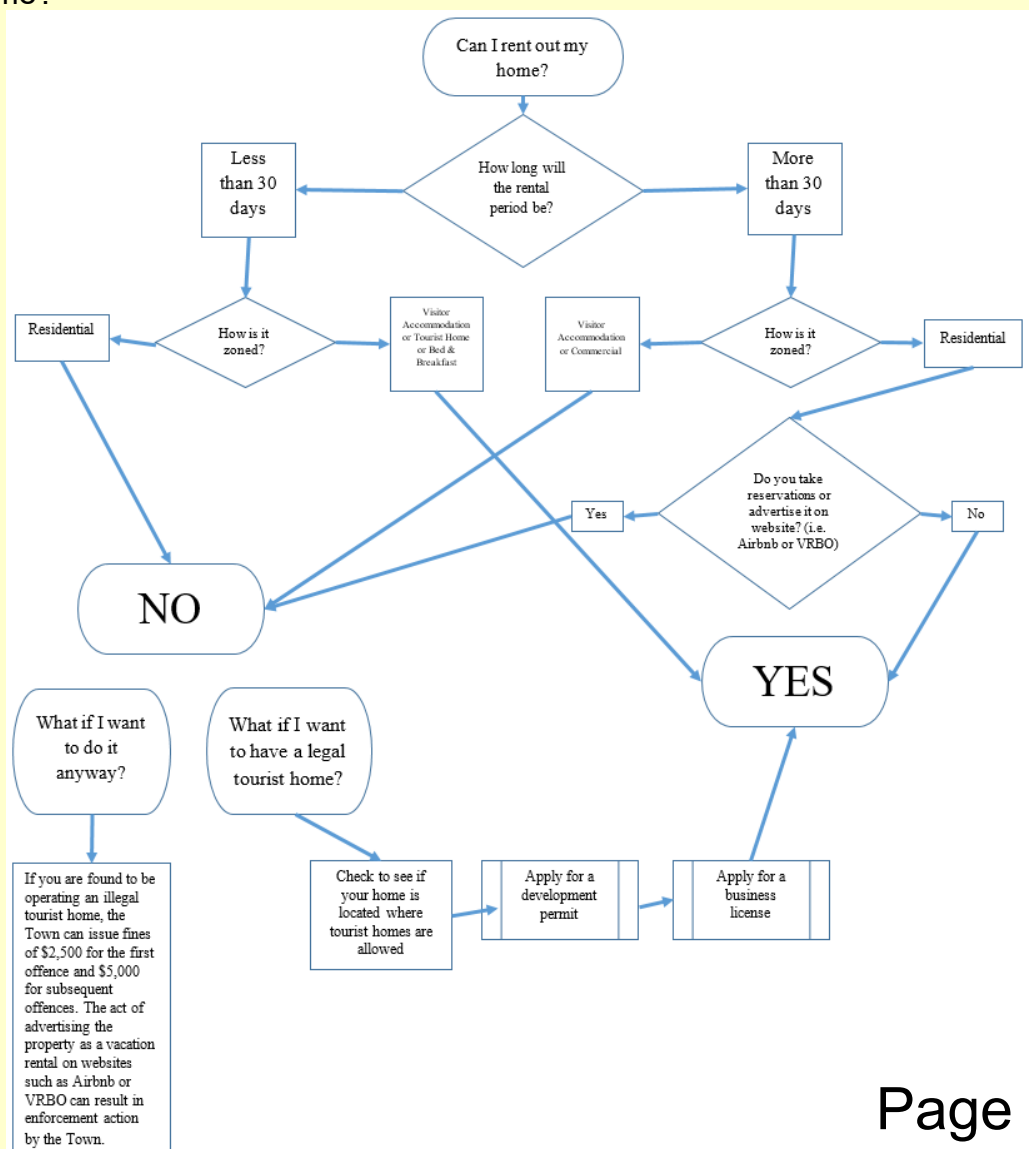 Can I rent out my
home?
How long will
the rental
period be?
Less
than 30
days
More
than 30
days
Residential
How is it
zoned?
Visitor
Accommodation
or Tourist Home
or Bed &
Breakfast
Visitor
Accommodation
or Commercial
How is it
zoned?
Residential
Do you take
reservations or
advertise it on
website? (i.e.
Airbnb or VRBO)
Yes
No
NO
YES
What if I want
to do it
anyway?
What if I want
to have a legal
tourist home?
If you are found to be
operating an illegal
tourist home, the
Town can issue fines
of $2,500 for the first
offence and $5,000
for subsequent
offences. The act of
advertising the
property as a vacation
rental on websites
such as Airbnb or
VRBO can result in
enforcement action
by the Town.
Check to see if
your home is
located where
tourist homes are
allowed
Apply for a
development
permit
Apply for a
business
license
Page